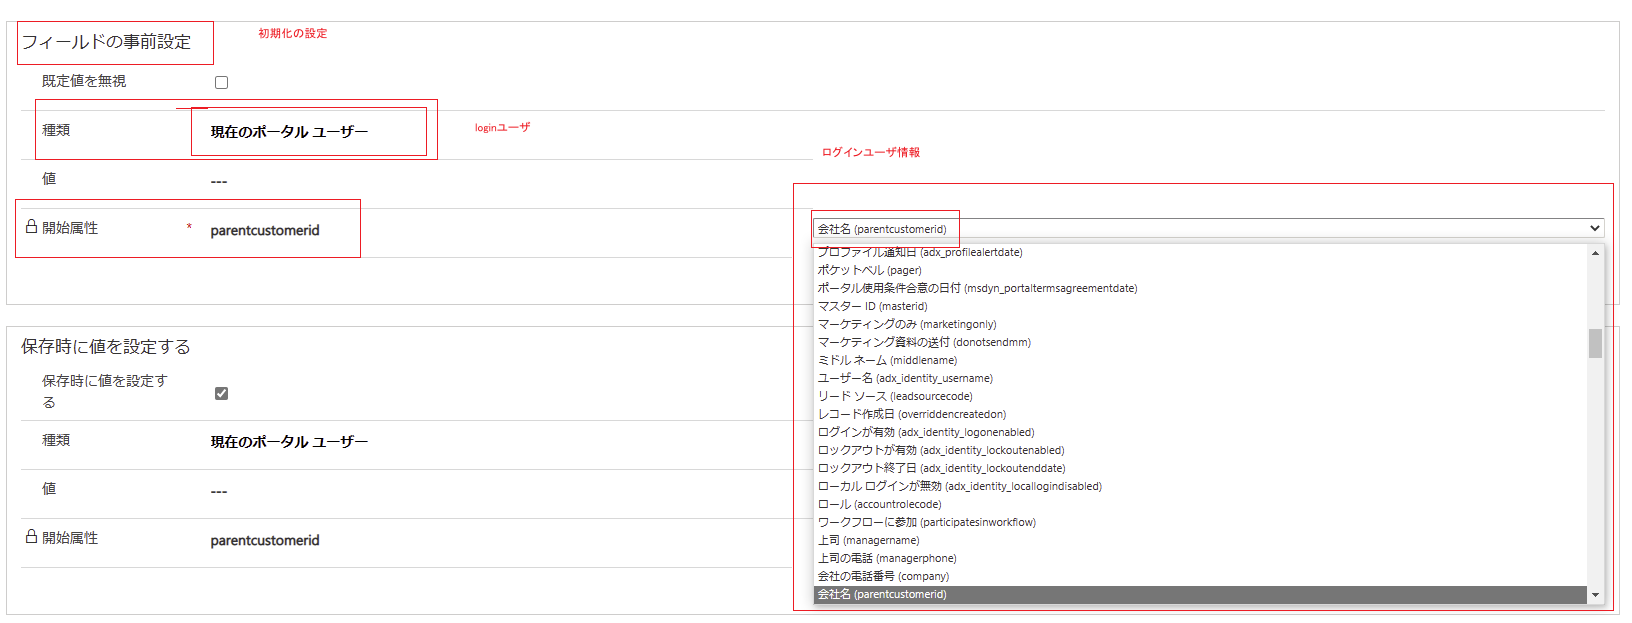 フィールドの事前設定
初期化の設定
既定値を無視
種類
現在のポータル ユーザー
loginユーザ
値
---
ログインユーザ情報
開始属性
*
parentcustomerid
会社名 (parentcustomerid)
プロファイル通知日 (adx_profilealertdate)
ポケットベル (pager)
ポータル使用条件合意の日付 (msdyn_portaltermsagreementdate)
マスター ID (masterid)
マーケティングのみ (marketingonly)
マーケティング資料の送付 (donotsendmm)
ミドル ネーム (middlename)
ユーザー名 (adx_identity_username)
リード ソース (leadsourcecode)
レコード作成日 (overriddencreatedon)
ログインが有効 (adx_identity_logonenabled)
ロックアウトが有効 (adx_identity_lockoutenabled)
ロックアウト終了日 (adx_identity_lockoutenddate)
ローカル ログインが無効 (adx_identity_locallogindisabled)
ロール (accountrolecode)
ワークフローに参加 (participatesinworkflow)
上司 (managername)
上司の電話 (managerphone)
会社の電話番号 (company)
会社名 (parentcustomerid)
保存時に値を設定する
保存時に値を設定す
る
種類
現在のポータル ユーザー
値
---
開始属性
parentcustomerid